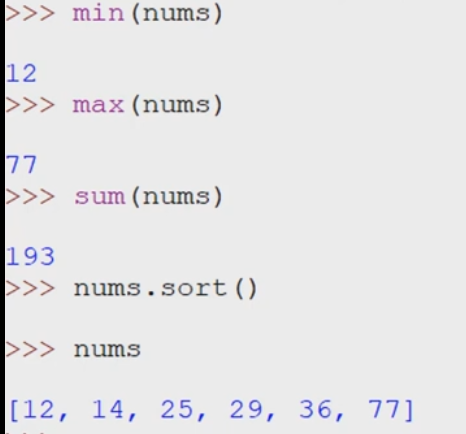 >>> min(nums)
12
>>> max(nums)
77
>>> sum(nums)
193
>>> nums.sort()
>>> nums
[12, 14, 25, 29, 36, 77]